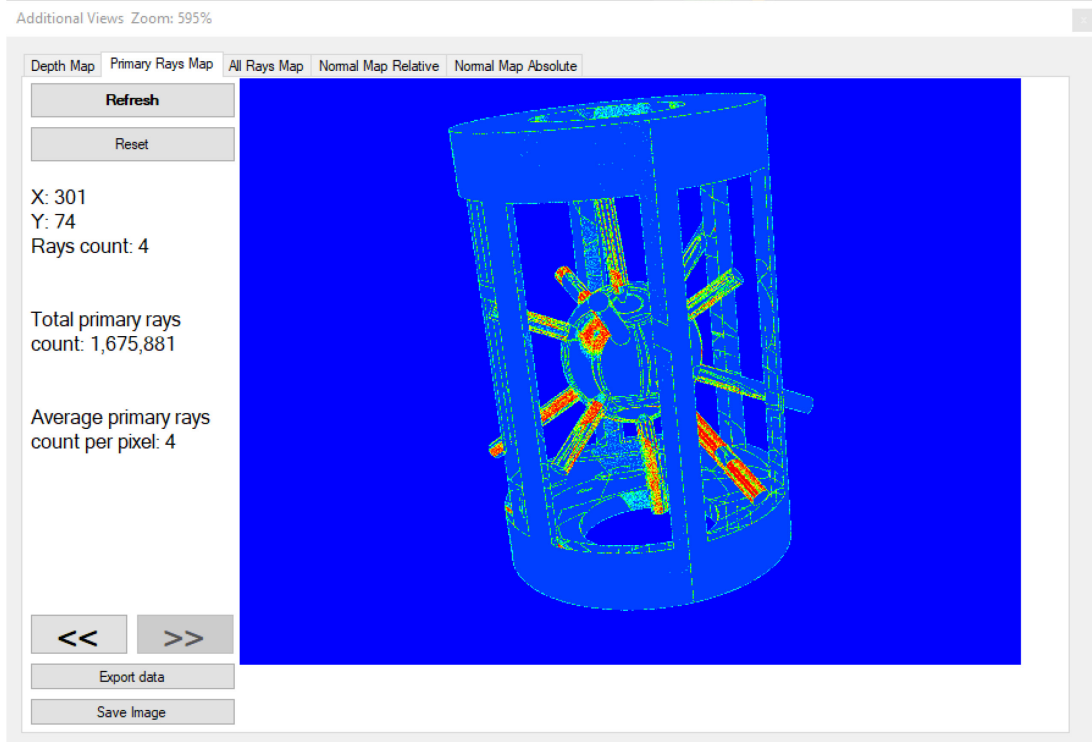 Additional Views Zoom: 595%
x
Depth Map Primary Rays Map All Rays Map Normal Map Relative Normal Map Absolute
Refresh
Reset
X: 301
Y: 74
Rays count: 4
Total primary rays
count: 1,675,881
Average primary rays
count per pixel: 4
<< >>
Export data
Save Image